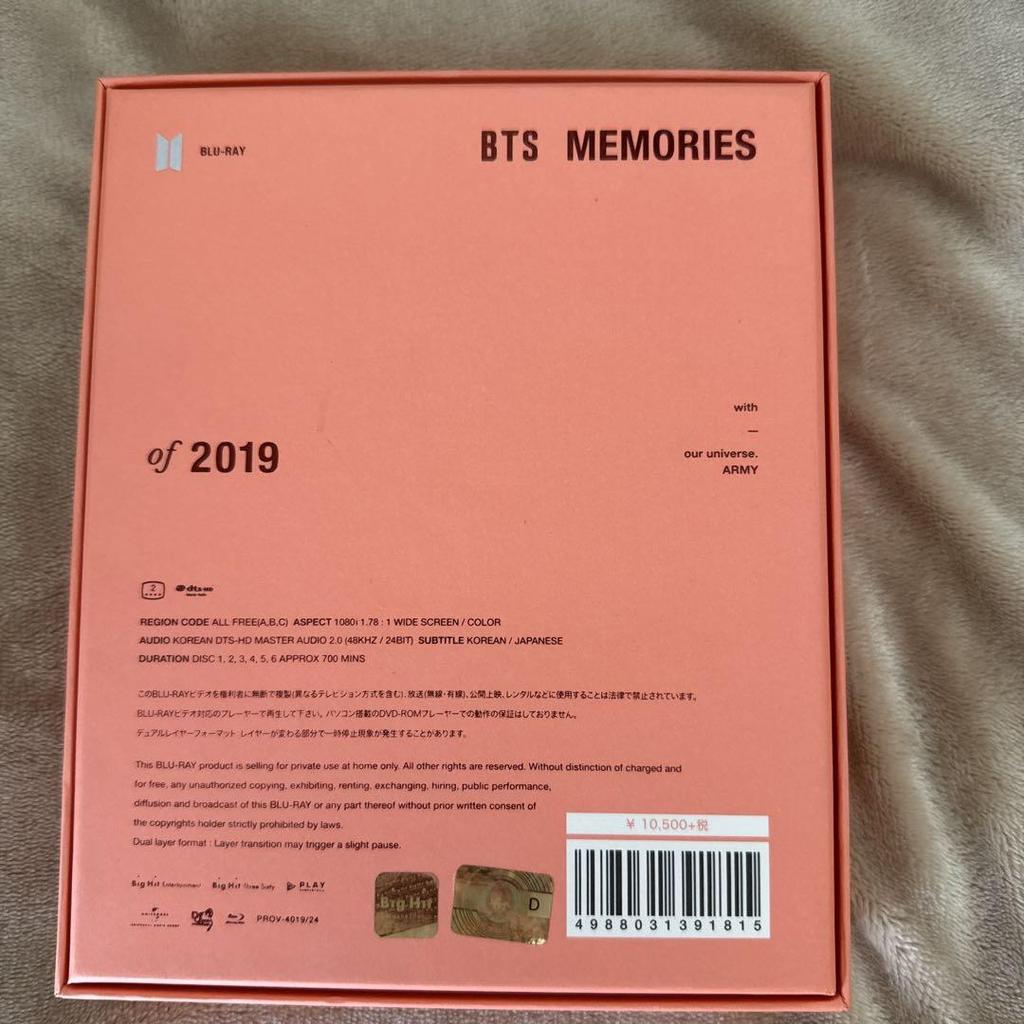 BLU-RAY
BTS MEMORIES
with
—
our universe.
ARMY
of 2019
2
dts-HD
REGION CODE ALL FREE(A,B,C) ASPECT 1080i 1.78 : 1 WIDE SCREEN / COLOR
AUDIO KOREAN DTS-HD MASTER AUDIO 2.0 (48KHZ / 24BIT) SUBTITLE KOREAN / JAPANESE
DURATION DISC 1, 2, 3, 4, 5, 6 APPROX 700 MINS
このBLU-RAYビデオを権利者に無断で複製(異なるテレビション方式を含む)、放送(無線・有線)、公開上映、レンタルなどに使用することは法律で禁止されています。
BLU-RAYビデオ対応のプレーヤーで再生して下さい。パソコン搭載のDVD-ROMプレーヤーでの動作の保証はしておりません。
デュアルレイヤーフォーマット レイヤーが変わる部分で一時停止現象が発生することがあります。
This BLU-RAY product is selling for private use at home only. All other rights are reserved. Without distinction of charged and
for free, any unauthorized copying, exhibiting, renting, exchanging, hiring, public performance,
diffusion and broadcast of this BLU-RAY or any part thereof without prior written consent of
the copyrights holder strictly prohibited by laws.
Dual layer format : Layer transition may trigger a slight pause.
¥ 10,500+税
Big Hit Entertainment Big Hit Three Sixty PLAY
UNIVERSAL
PROV-4019/24
Big Hit
D
4988031391815